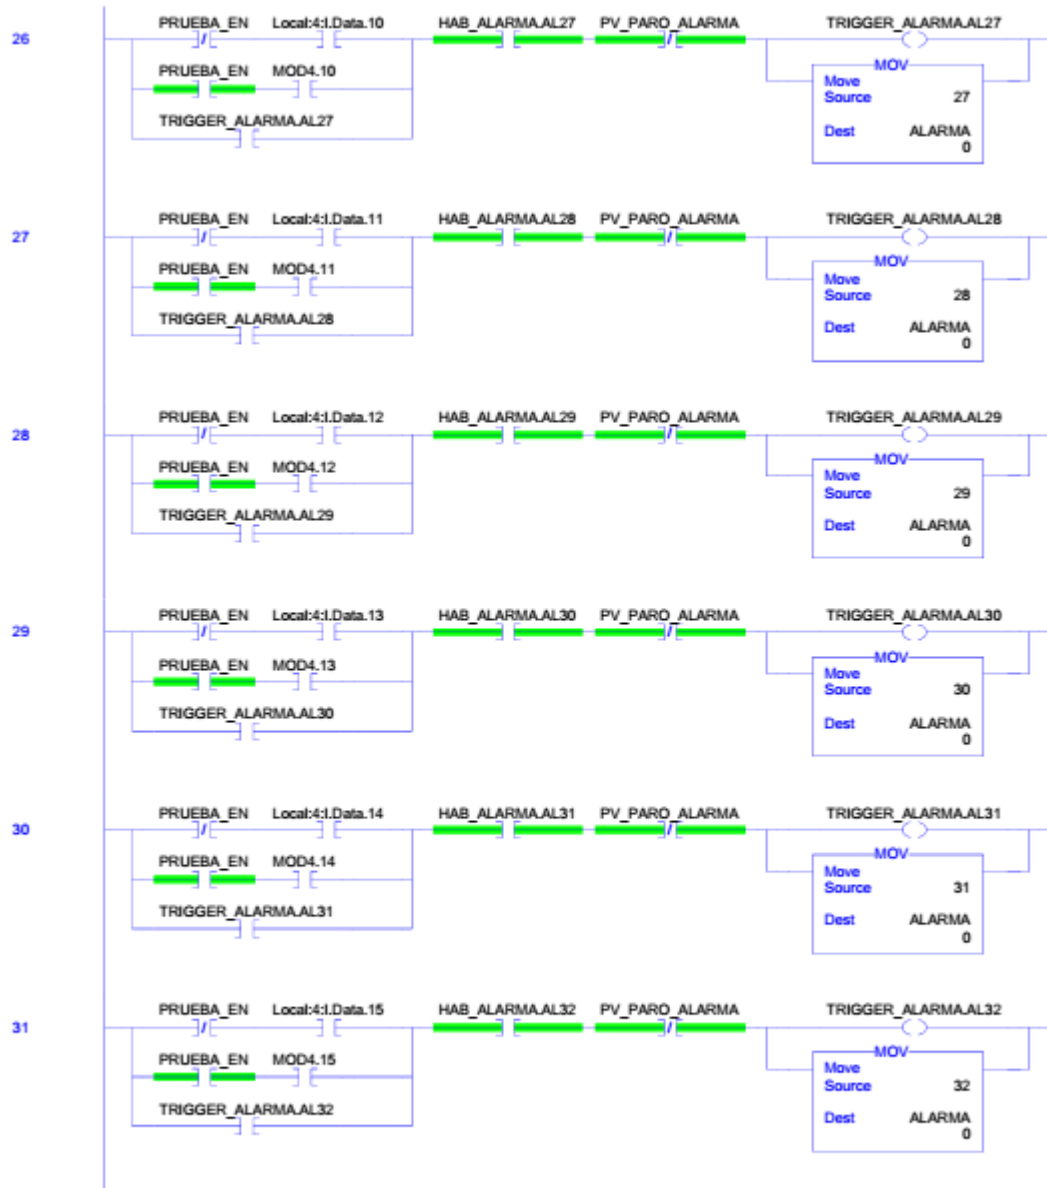 PRUEBA_EN Local:4:I.Data.10 HAB_ALARMA.AL27 PV_PARO_ALARMA TRIGGER_ALARMA.AL27
26
MOV
PRUEBA_EN MOD4.10 Move
Source 27
TRIGGER_ALARMA.AL27
Dest ALARMA
0
PRUEBA_EN Local:4:I.Data.11 HAB_ALARMA.AL28 PV_PARO_ALARMA TRIGGER_ALARMA.AL28
27
MOV
PRUEBA_EN MOD4.11 Move
Source 28
TRIGGER_ALARMA.AL28
Dest ALARMA
0
PRUEBA_EN Local:4:I.Data.12 HAB_ALARMA.AL29 PV_PARO_ALARMA TRIGGER_ALARMA.AL29
28
MOV
PRUEBA_EN MOD4.12 Move
Source 29
TRIGGER_ALARMA.AL29
Dest ALARMA
0
PRUEBA_EN Local:4:I.Data.13 HAB_ALARMA.AL30 PV_PARO_ALARMA TRIGGER_ALARMA.AL30
29
MOV
PRUEBA_EN MOD4.13 Move
Source 30
TRIGGER_ALARMA.AL30
Dest ALARMA
0
PRUEBA_EN Local:4:I.Data.14 HAB_ALARMA.AL31 PV_PARO_ALARMA TRIGGER_ALARMA.AL31
30
MOV
PRUEBA_EN MOD4.14 Move
Source 31
TRIGGER_ALARMA.AL31
Dest ALARMA
0
PRUEBA_EN Local:4:I.Data.15 HAB_ALARMA.AL32 PV_PARO_ALARMA TRIGGER_ALARMA.AL32
31
MOV
PRUEBA_EN MOD4.15 Move
Source 32
TRIGGER_ALARMA.AL32
Dest ALARMA
0